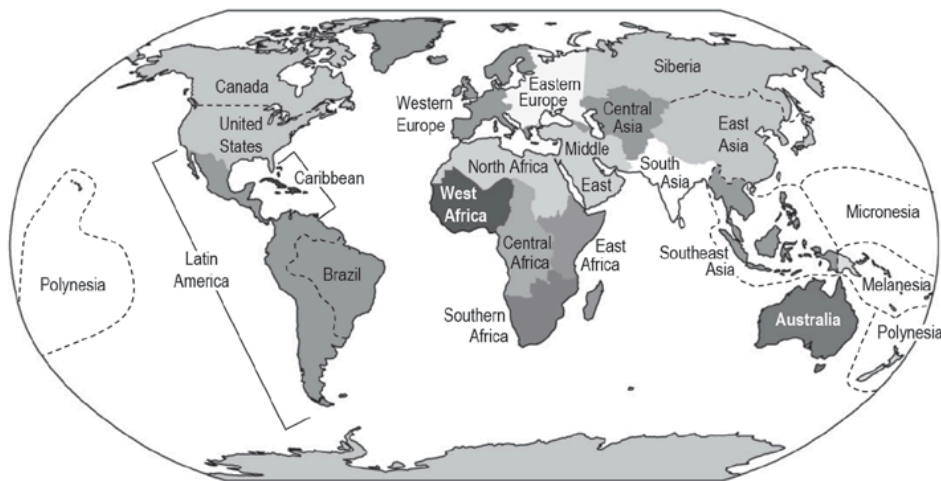 Canada
United
States
Caribbean
Latin
America
Brazil
Polynesia
Western
Europe
Eastern
Europe
Siberia
Central
Asia
East
Asia
Middle
East
South
Asia
North Africa
West
Africa
Central
Africa
East
Africa
Southern
Africa
Southeast
Asia
Micronesia
Melanesia
Australia
Polynesia